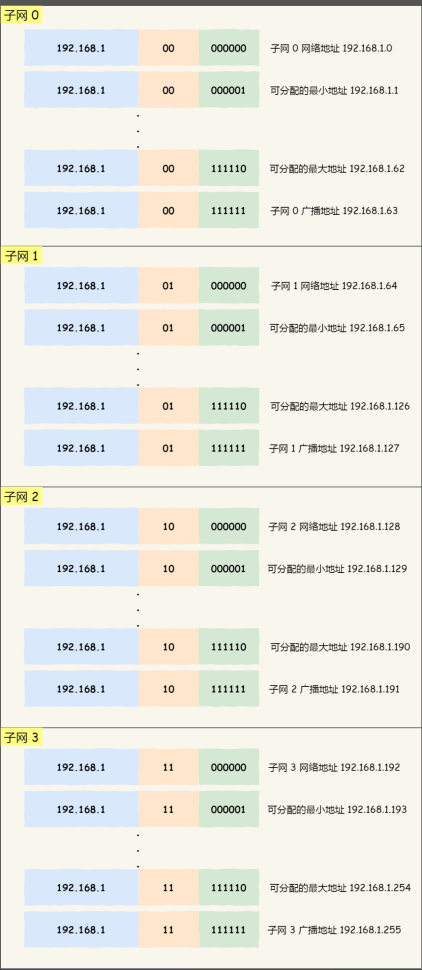 子网 0
192.168.1 00 000000 子网 0 网络地址 192.168.1.0
192.168.1 00 000001 可分配的最小地址 192.168.1.1
192.168.1 00 111110 可分配的最大地址 192.168.1.62
192.168.1 00 111111 子网 0 广播地址 192.168.1.63
子网 1
192.168.1 01 000000 子网 1 网络地址 192.168.1.64
192.168.1 01 000001 可分配的最小地址 192.168.1.65
192.168.1 01 111110 可分配的最大地址 192.168.1.126
192.168.1 01 111111 子网 1 广播地址 192.168.1.127
子网 2
192.168.1 10 000000 子网 2 网络地址 192.168.1.128
192.168.1 10 000001 可分配的最小地址 192.168.1.129
192.168.1 10 111110 可分配的最大地址 192.168.1.190
192.168.1 10 111111 子网 2 广播地址 192.168.1.191
子网 3
192.168.1 11 000000 子网 3 网络地址 192.168.1.192
192.168.1 11 000001 可分配的最小地址 192.168.1.193
192.168.1 11 111110 可分配的最大地址 192.168.1.254
192.168.1 11 111111 子网 3 广播地址 192.168.1.255